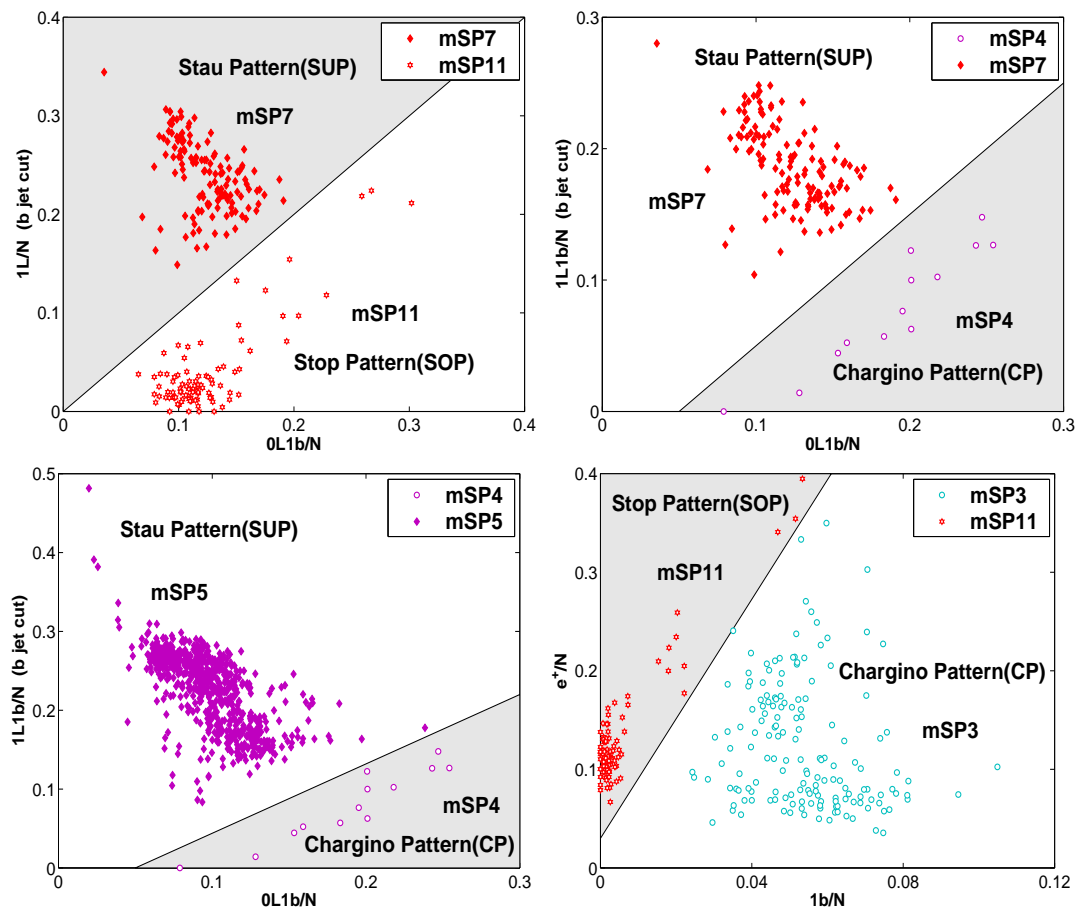 0.4
0.3
0.2
0.1
0
1L/N (b jet cut)
mSP7
mSP11
Stau Pattern(SUP)
mSP7
mSP11
Stop Pattern(SOP)
0
0.1
0.2
0.3
0.4
0L1b/N
0.3
0.2
0.1
0
1L1b/N (b jet cut)
mSP4
mSP7
Stau Pattern(SUP)
mSP7
mSP4
Chargino Pattern(CP)
0
0.1
0.2
0.3
0L1b/N
0.5
0.4
0.3
0.2
0.1
0
1L1b/N (b jet cut)
mSP4
mSP5
Stau Pattern(SUP)
mSP5
mSP4
Chargino Pattern(CP)
0
0.1
0.2
0.3
0L1b/N
0.4
0.3
0.2
0.1
0
e⁺/N
mSP3
mSP11
Stop Pattern(SOP)
mSP11
Chargino Pattern(CP)
mSP3
0
0.04
0.08
0.12
1b/N